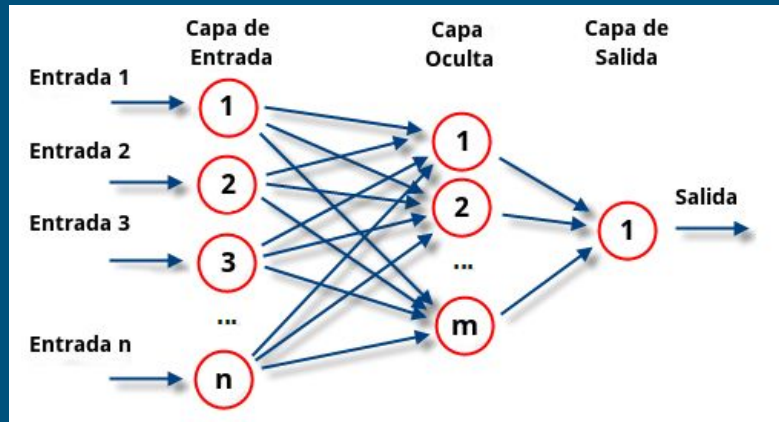 Capa de
Entrada
Capa
Oculta
Capa de
Salida
Entrada 1
1
Entrada 2
2
Entrada 3
3
...
Entrada n
n
1
2
...
m
1
Salida